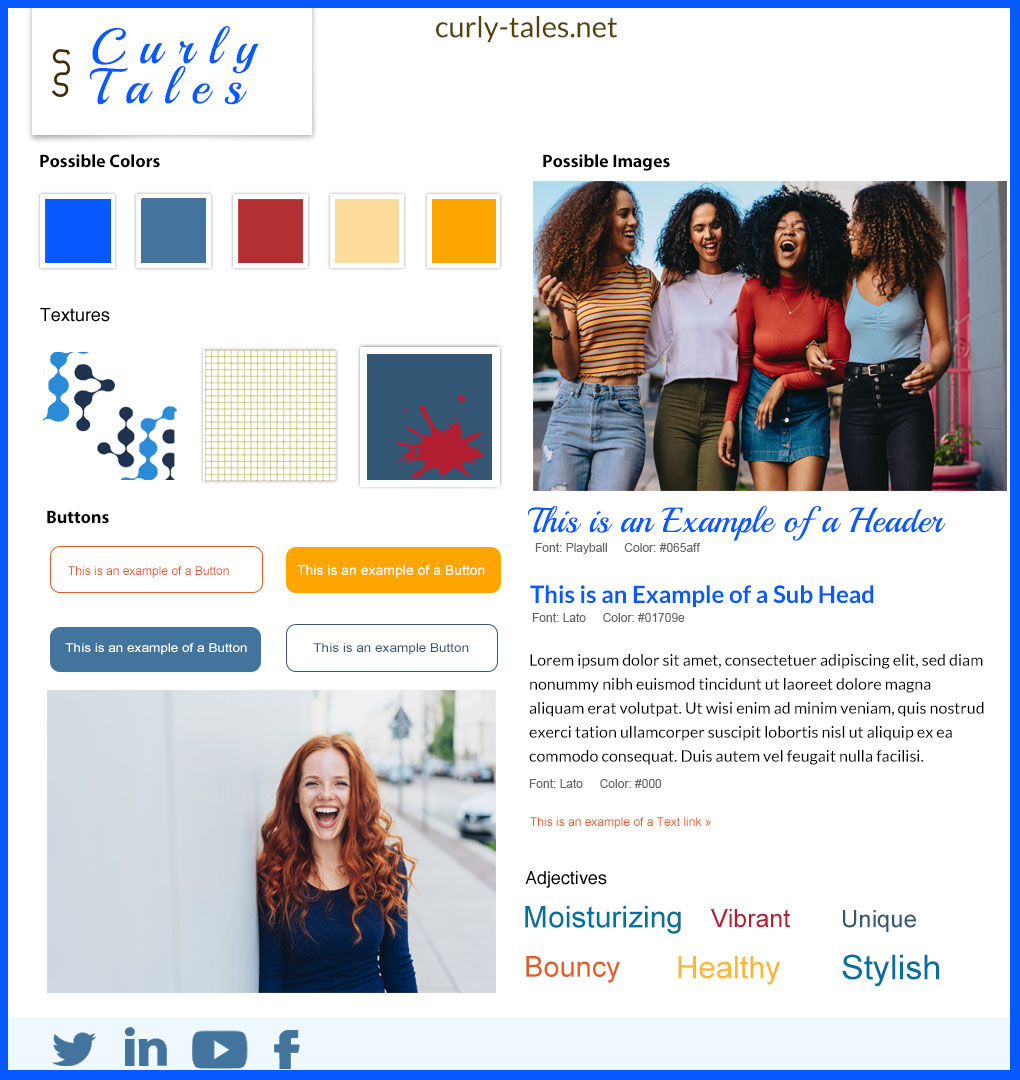 curly-tales.net
Curly
Tales
Possible Colors
Textures
Buttons
This is an example of a Button
This is an example of a Button
This is an example of a Button
This is an example Button
Possible Images
This is an Example of a Header
Font: Playball Color: #065aff
This is an Example of a Sub Head
Font: Lato Color: #01709e
Lorem ipsum dolor sit amet, consectetuer adipiscing elit, sed diam
nonummy nibh euismod tincidunt ut laoreet dolore magna
aliquam erat volutpat. Ut wisi enim ad minim veniam, quis nostrud
exerci tation ullamcorper suscipit lobortis nisl ut aliquip ex ea
commodo consequat. Duis autem vel feugait nulla facilisi.
Font: Lato Color: #000
This is an example of a Text link »
Adjectives
Moisturizing Vibrant Unique
Bouncy Healthy Stylish
in
f